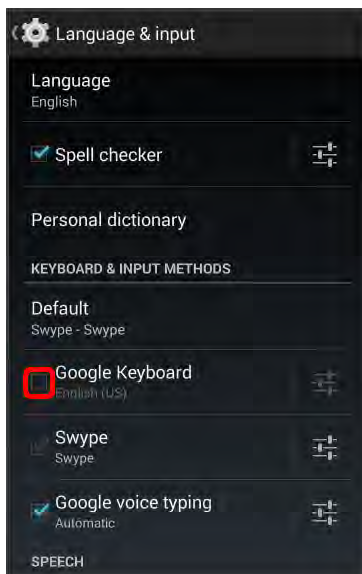 Language & input
Language
English
Spell checker
Personal dictionary
KEYBOARD & INPUT METHODS
Default
Swype - Swype
Google Keyboard
English (US)
Swype
Swype
Google voice typing
Automatic
SPEECH